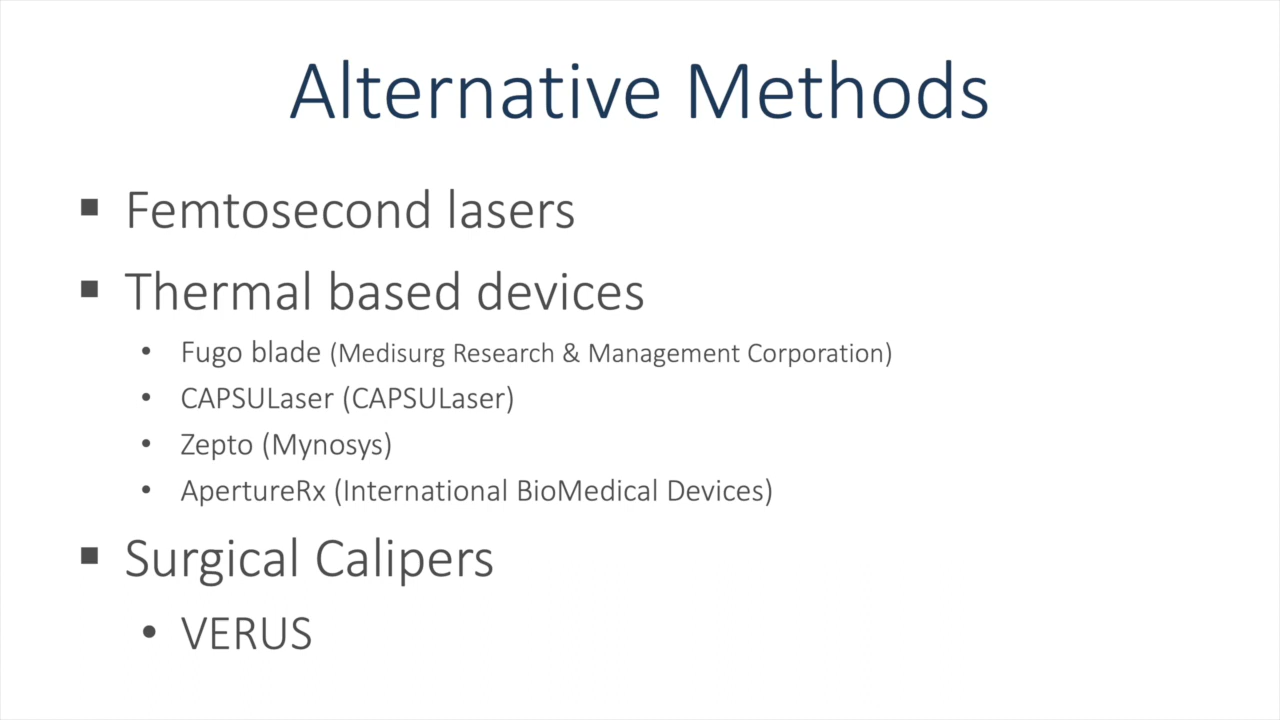 Alternative Methods
▪ Femtosecond lasers
▪ Thermal based devices
• Fugo blade (Medisurg Research & Management Corporation)
• CAPSULaser (CAPSULaser)
• Zepto (Mynosys)
• ApertureRx (International BioMedical Devices)
▪ Surgical Calipers
• VERUS